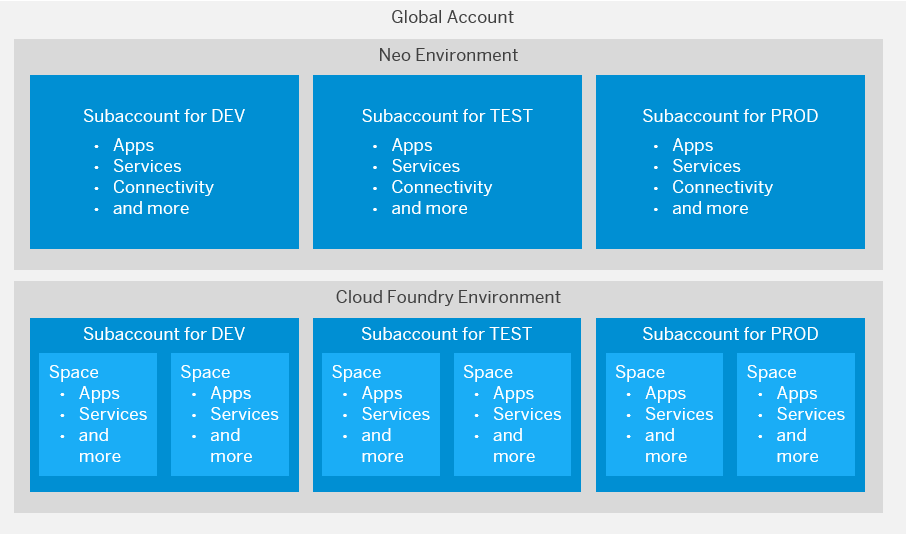 Global Account
Neo Environment
Subaccount for DEV
• Apps
• Services
• Connectivity
• and more
Subaccount for TEST
• Apps
• Services
• Connectivity
• and more
Subaccount for PROD
• Apps
• Services
• Connectivity
• and more
Cloud Foundry Environment
Subaccount for DEV
Space
• Apps
• Services
• and
more
Space
• Apps
• Services
• and
more
Subaccount for TEST
Space
• Apps
• Services
• and
more
Space
• Apps
• Services
• and
more
Subaccount for PROD
Space
• Apps
• Services
• and
more
Space
• Apps
• Services
• and
more